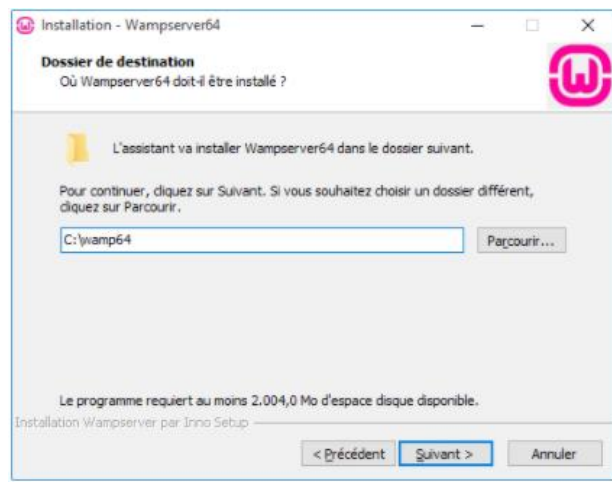 Installation - Wampserver64
Dossier de destination
Où Wampserver64 doit-il être installé ?
L'assistant va installer Wampserver64 dans le dossier suivant.
Pour continuer, cliquez sur Suivant. Si vous souhaitez choisir un dossier différent,
cliquez sur Parcourir.
C:\wamp64
Parcourir...
Le programme requiert au moins 2.004,0 Mo d'espace disque disponible.
Installation Wampserver par Inno Setup
< Précédent
Suivant >
Annuler